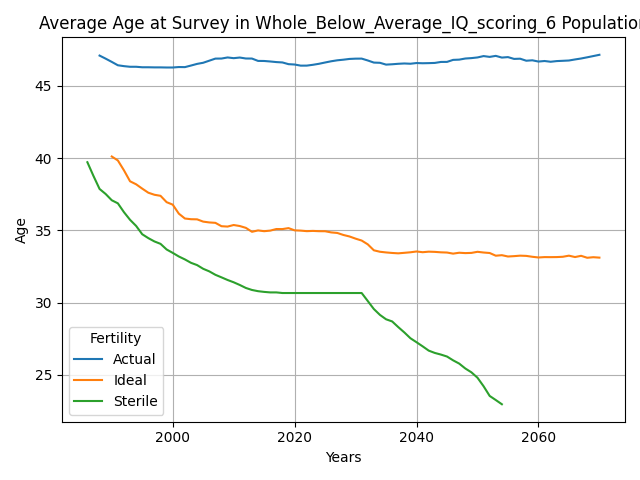 Average Age at Survey in Whole_Below_Average_IQ_scoring_6 Population
Age
45
40
35
30
25
Fertility
Actual
Ideal
Sterile
2000 2020 2040 2060
Years